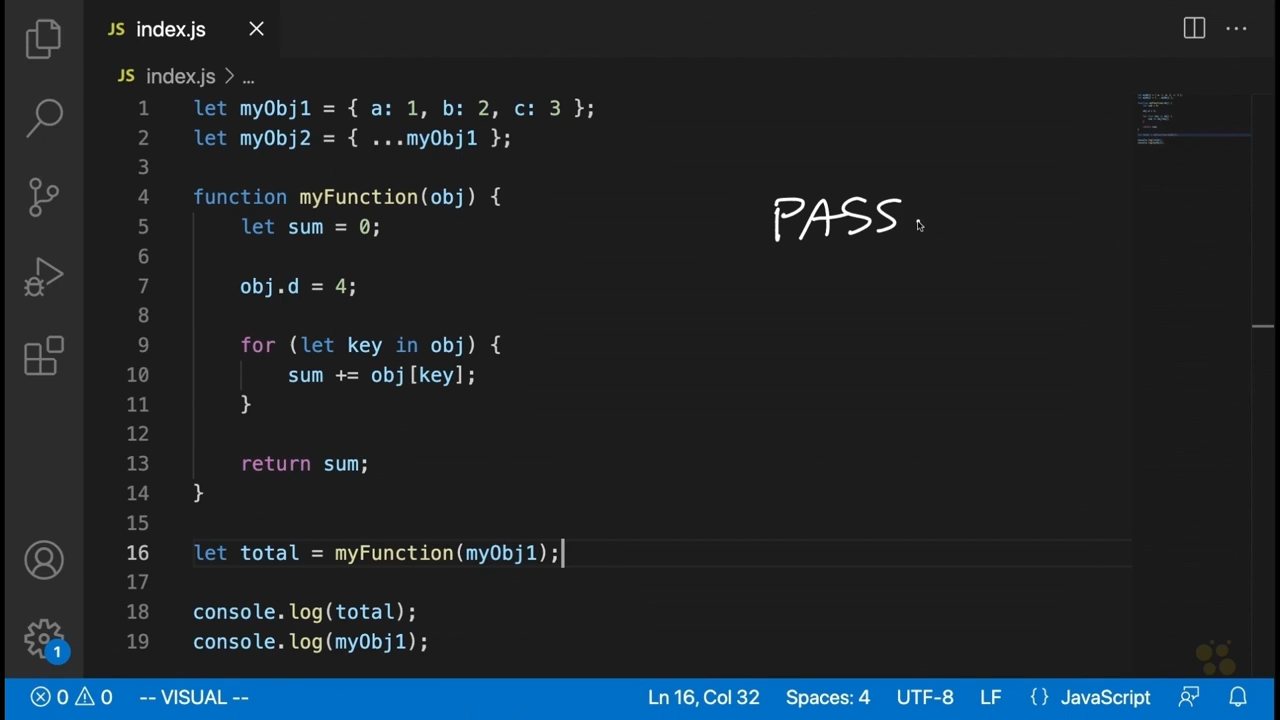 JS index.js
JS index.js > ...
1 let myObj1 = { a: 1, b: 2, c: 3 };
2 let myObj2 = { ...myObj1 };
3
4 function myFunction(obj) {
5 let sum = 0;
PASS
6
7 obj.d = 4;
8
9 for (let key in obj) {
10 sum += obj[key];
11 }
12
13 return sum;
14 }
15
16 let total = myFunction(myObj1);
17
18 console.log(total);
19 console.log(myObj1);
1
0 0 -- VISUAL -- Ln 16, Col 32 Spaces: 4 UTF-8 LF {} JavaScript